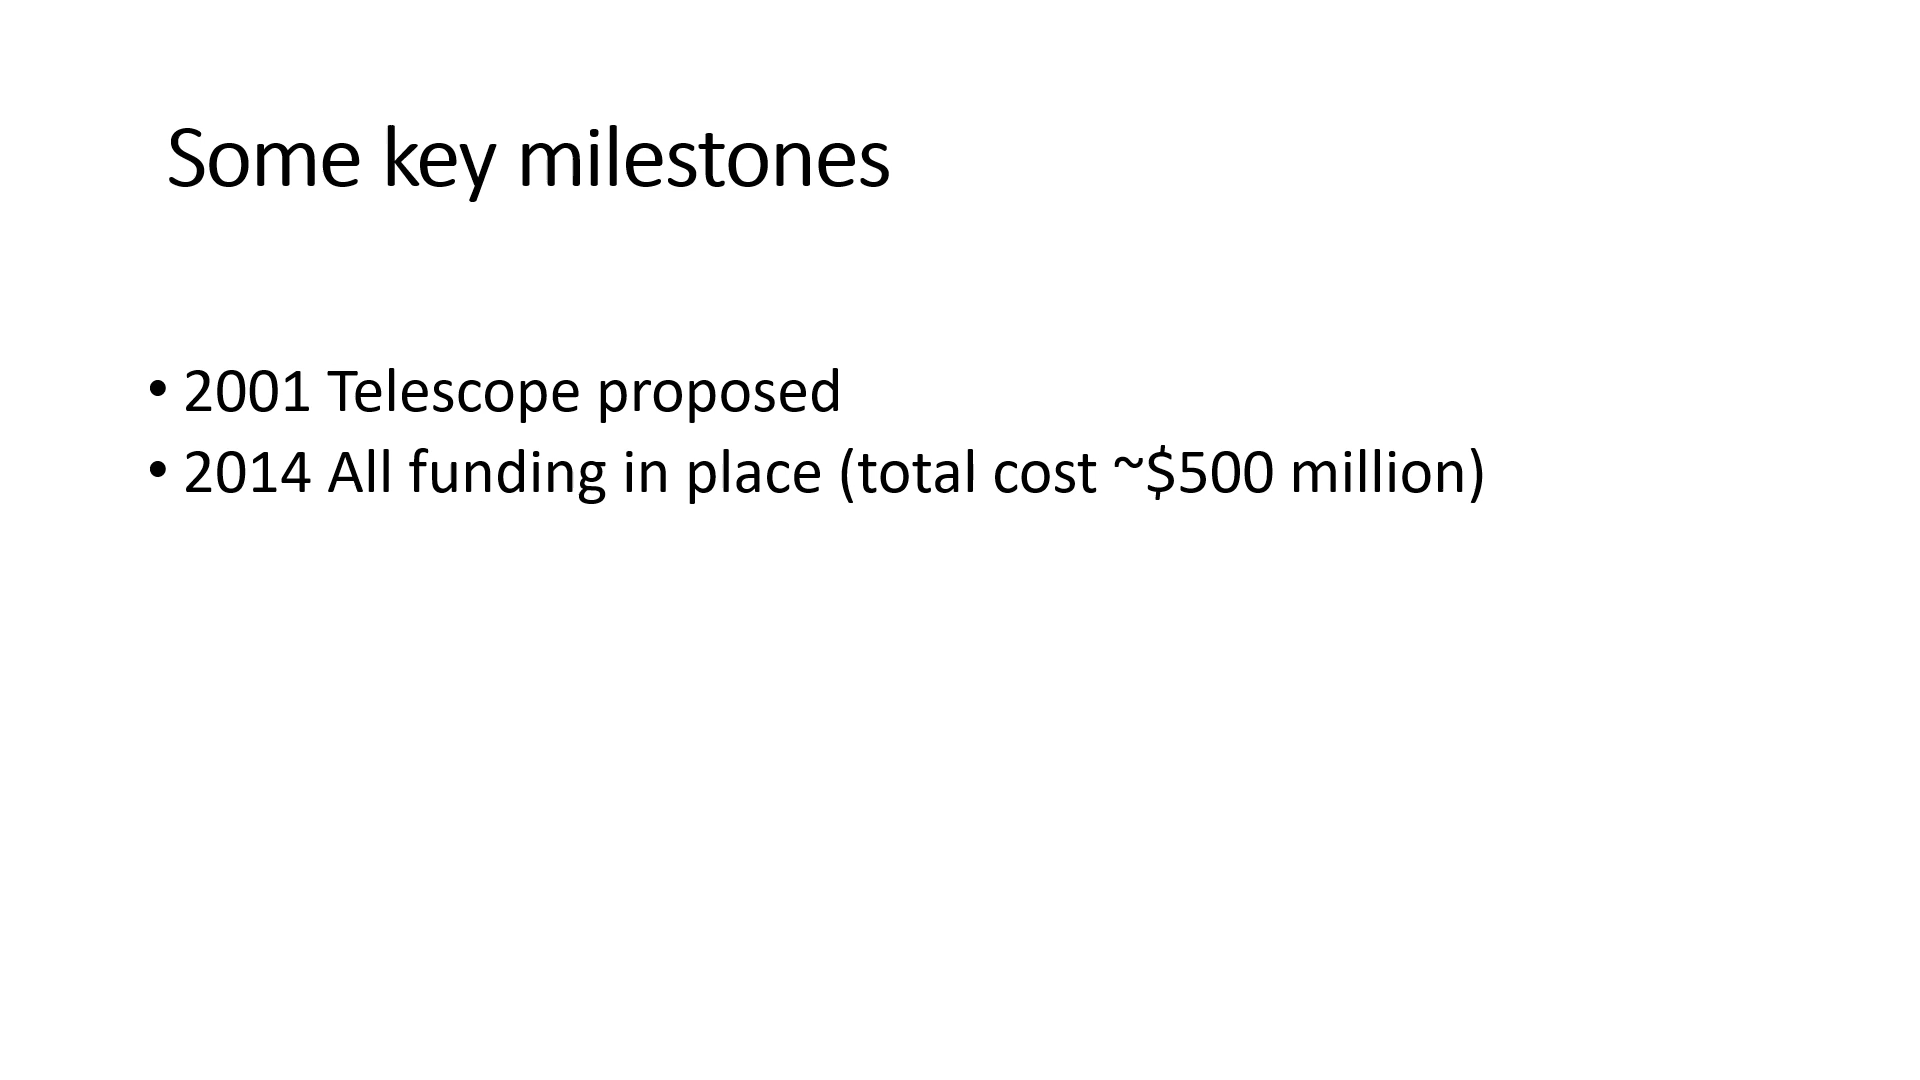 Some key milestones
• 2001 Telescope proposed
• 2014 All funding in place (total cost ~$500 million)